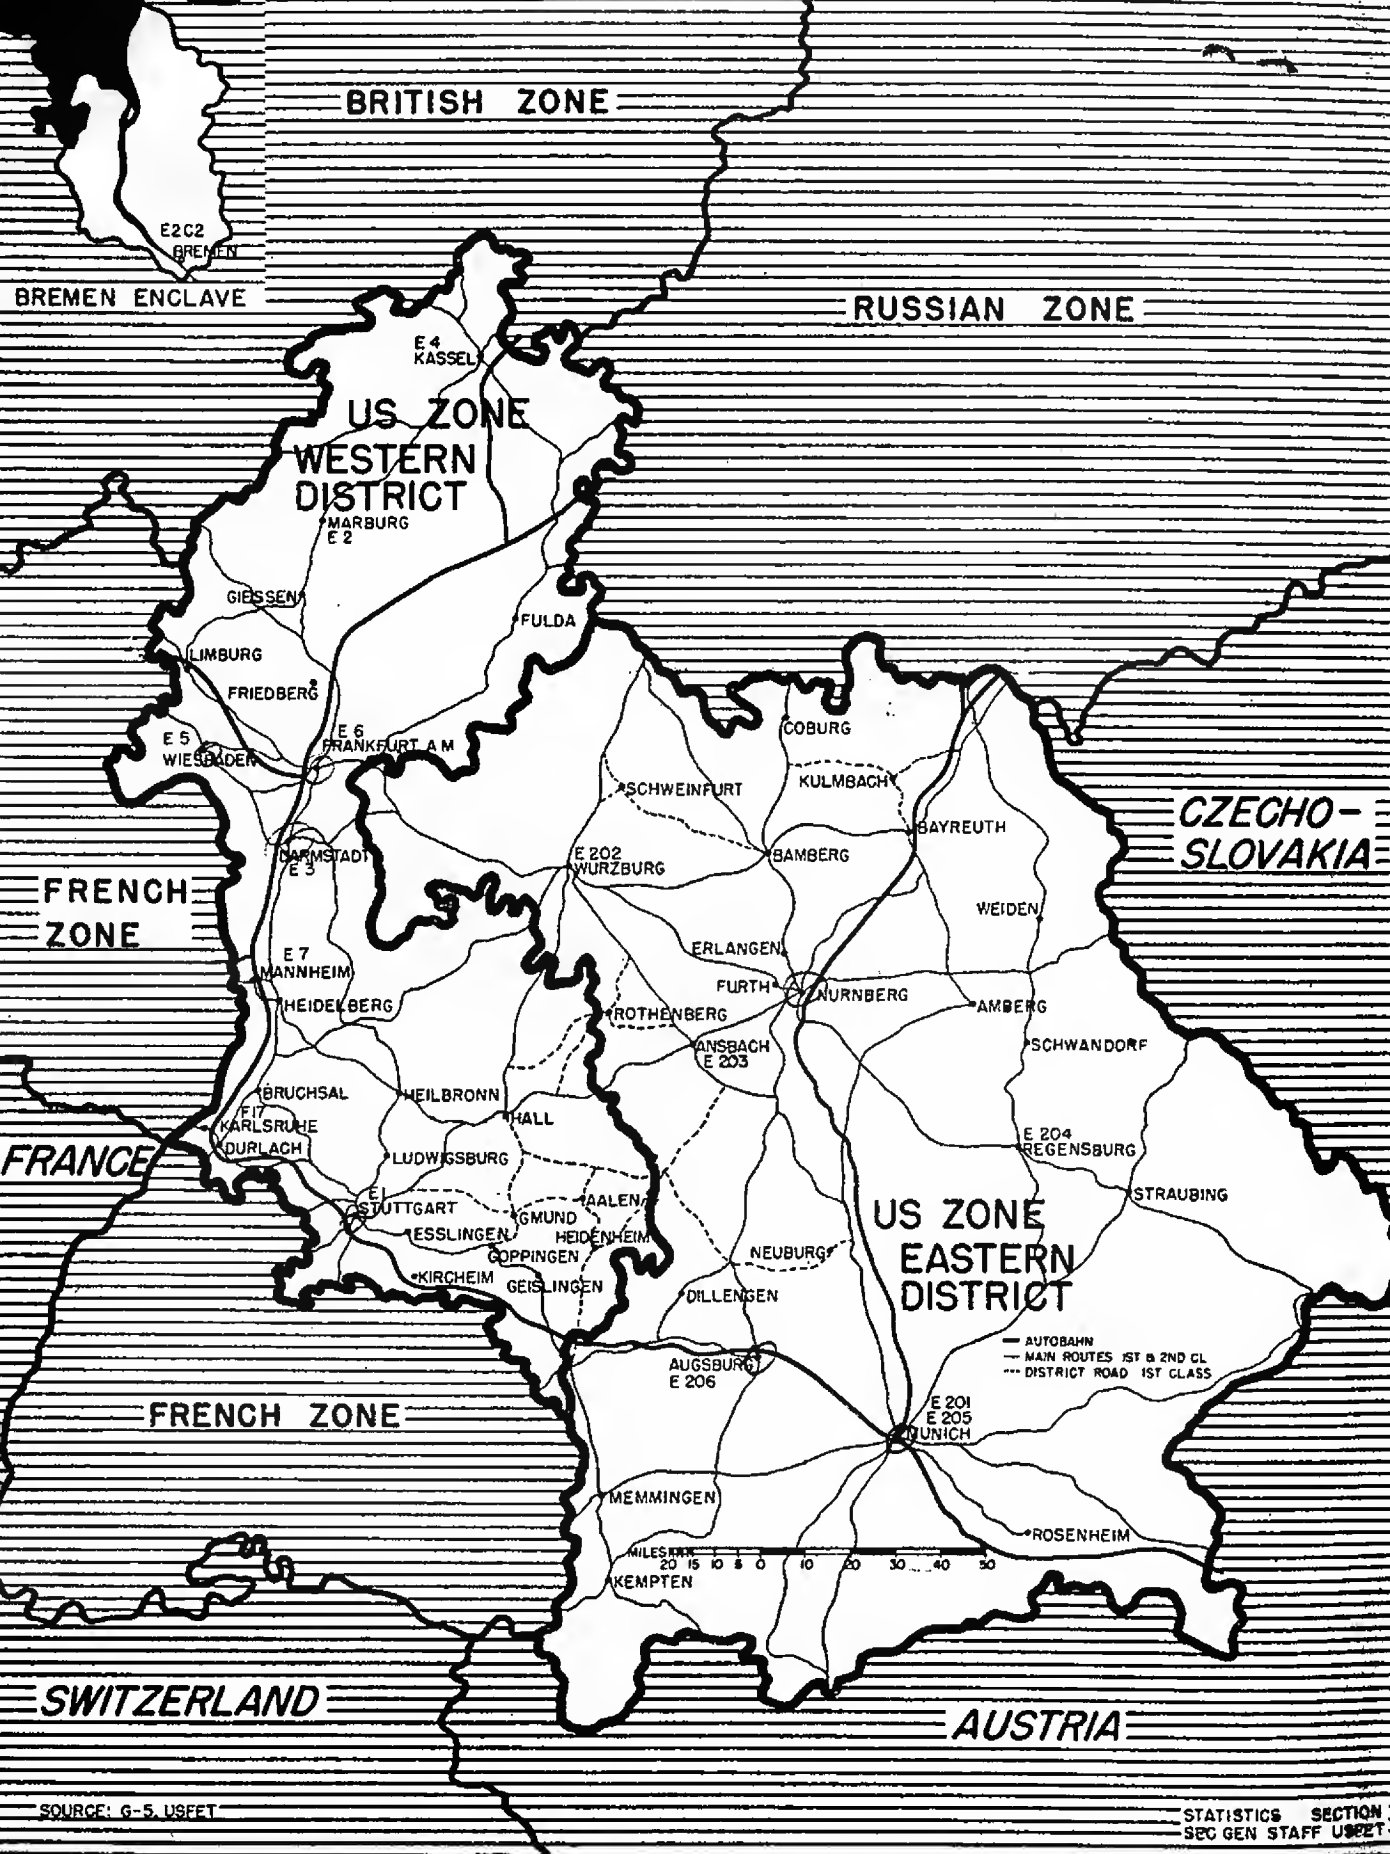 BRITISH ZONE
E2C2
BREMEN
BREMEN ENCLAVE
RUSSIAN ZONE
E 4
KASSEL
US ZONE
WESTERN
DISTRICT
MARBURG
E 2
GIESSEN
FULDA
LIMBURG
FRIEDBERG
E 6
FRANKFURT A M
E 5
WIESBADEN
COBURG
KULMBACH
SCHWEINFURT
CZECHO-
SLOVAKIA
BAYREUTH
DARMSTADT
E 3
E 202
WURZBURG
BAMBERG
FRENCH
ZONE
WEIDEN
E 7
MANNHEIM
ERLANGEN
FURTH
NURNBERG
HEIDELBERG
AMBERG
ROTHENBERG
ANSBACH
E 203
SCHWANDORF
BRUCHSAL
HEILBRONN
KARLSRUHE
HALL
DURLACH
FRANCE
LUDWIGSBURG
E 204
REGENSBURG
STRAUBING
E 1
STUTTGART
GMUND
AALEN
ESSLINGEN
HEIDENHEIM
GOPPINGEN
NEUBURG
US ZONE
EASTERN
DISTRICT
KIRCHEIM
GEISLINGEN
DILLENGEN
AUTOBAHN
MAIN ROUTES 1ST & 2ND CL
DISTRICT ROAD 1ST CLASS
AUGSBURG
E 206
FRENCH ZONE
E 201
E 205
MUNICH
MEMMINGEN
ROSENHEIM
MILES
20 15 10 5 0 10 20 30 40 50
KEMPTEN
SWITZERLAND
AUSTRIA
SOURCE: G-5, USFET
STATISTICS SECTION
SEC GEN STAFF USFET